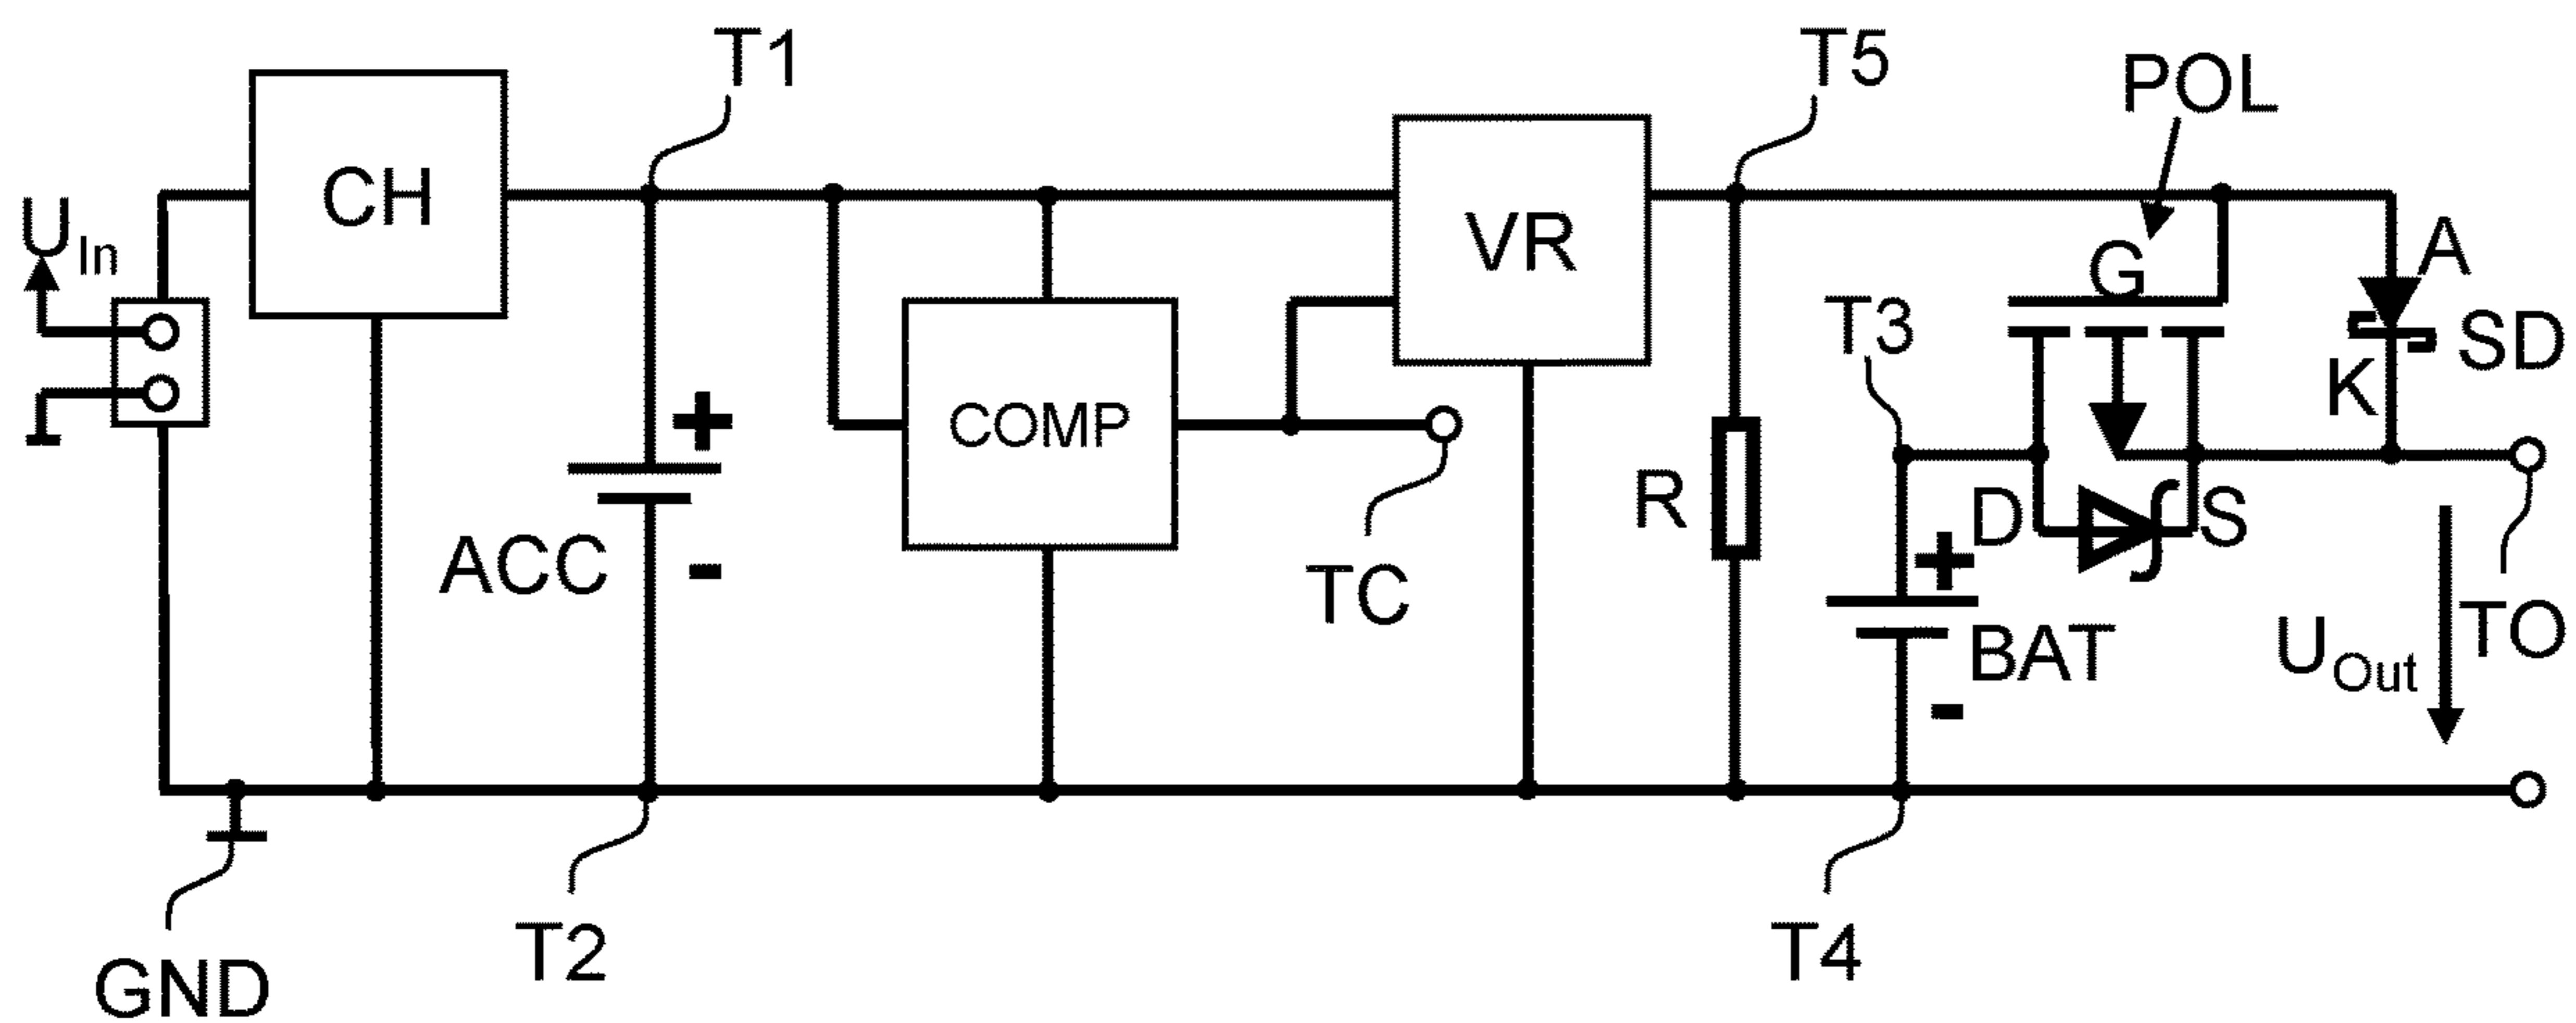 T1
T5
POL
CH
U In
VR
A
G
T3
SD
K
COMP
+
R
D
S
ACC
-
TC
+
BAT
U Out
TO
-
T2
T4
GND